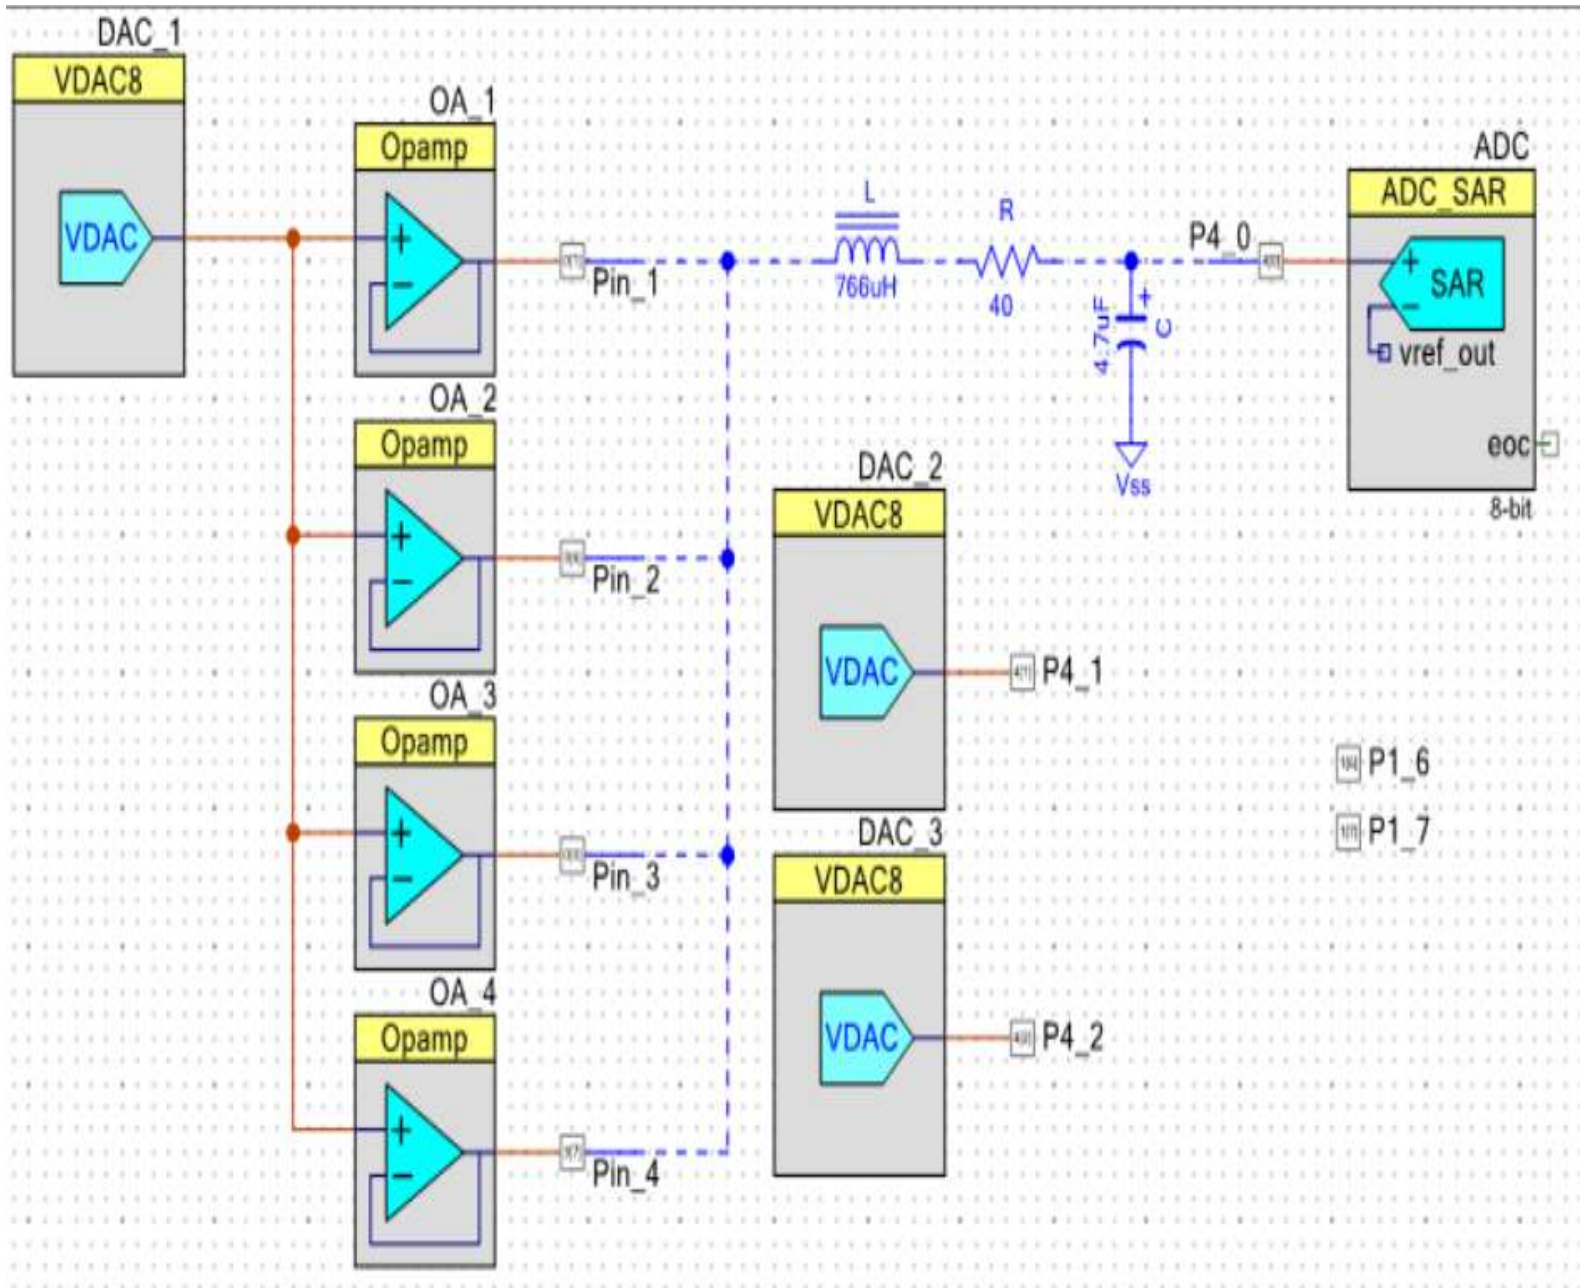 DAC_1
VDAC8
VDAC
OA_1
Opamp
+
−
Pin_1
L
766uH
R
40
4.7uF
+
C
Vss
P4_0
ADC
ADC_SAR
+
−
SAR
vref_out
eoc
8-bit
OA_2
Opamp
+
−
Pin_2
DAC_2
VDAC8
VDAC
P4_1
OA_3
Opamp
+
−
Pin_3
P1_6
P1_7
DAC_3
VDAC8
VDAC
P4_2
OA_4
Opamp
+
−
Pin_4